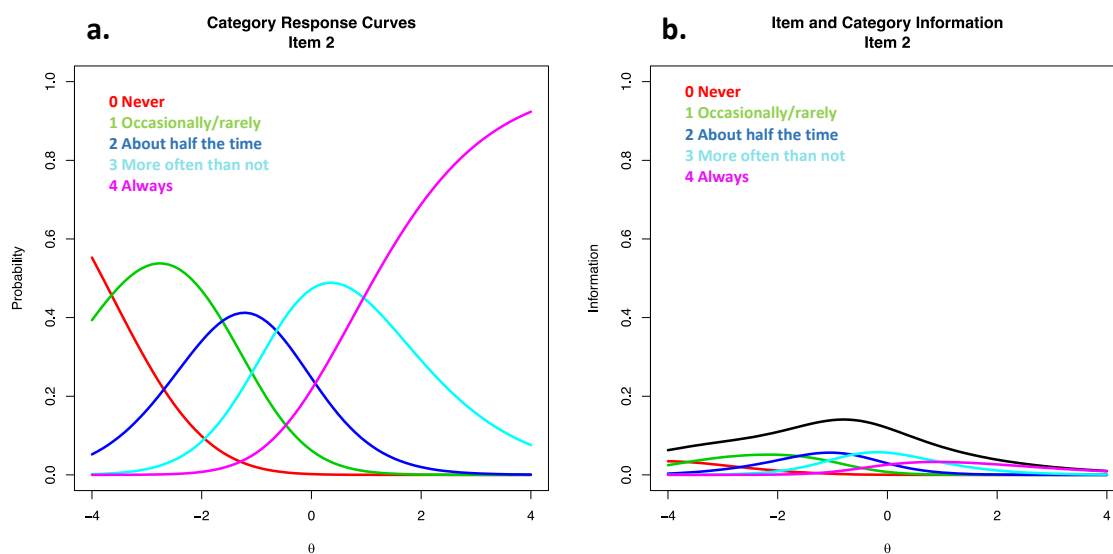 a.
Category Response Curves
Item 2
0 Never
1 Occasionally/rarely
2 About half the time
3 More often than not
4 Always
Probability
0.0
0.2
0.4
0.6
0.8
1.0
−4
−2
0
2
4
θ
b.
Item and Category Information
Item 2
0 Never
1 Occasionally/rarely
2 About half the time
3 More often than not
4 Always
Information
0.0
0.2
0.4
0.6
0.8
1.0
−4
−2
0
2
4
θ